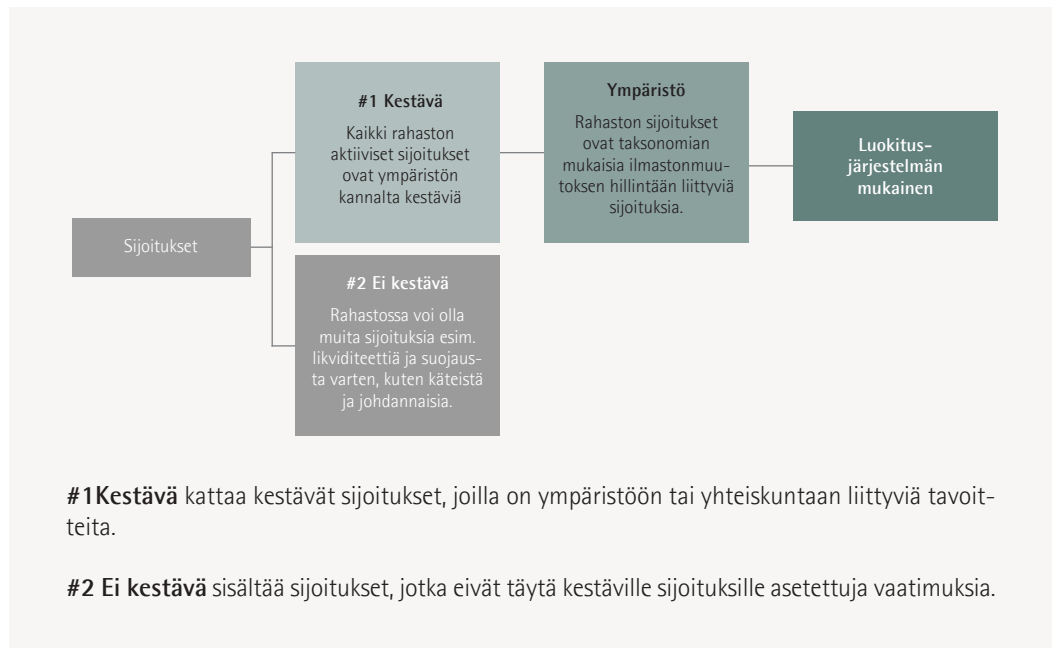 #1 Kestävä
Kaikki rahaston
aktiiviset sijoitukset
ovat ympäristön
kannalta kestäviä
Ympäristö
Rahaston sijoitukset
ovat taksonomian
mukaisia ilmastonmuu-
toksen hillintään liittyviä
sijoituksia.
Luokitus-
järjestelmän
mukainen
Sijoitukset
#2 Ei kestävä
Rahastossa voi olla
muita sijoituksia esim.
likviditeettiä ja suojaus-
ta varten, kuten käteistä
ja johdannaisia.
#1Kestävä kattaa kestävät sijoitukset, joilla on ympäristöön tai yhteiskuntaan liittyviä tavoit-
teita.
#2 Ei kestävä sisältää sijoitukset, jotka eivät täytä kestäville sijoituksille asetettuja vaatimuksia.